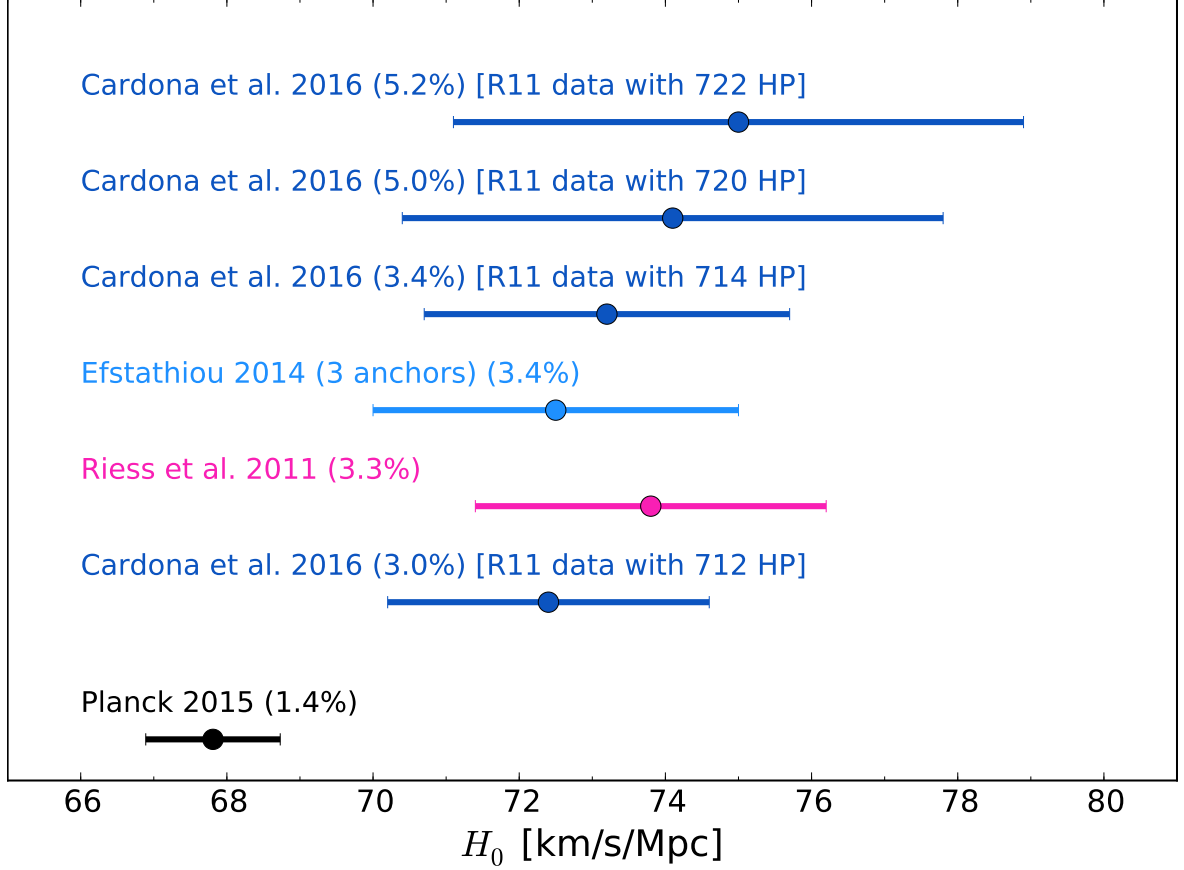 Cardona et al. 2016 (5.2%) [R11 data with 722 HP]
Cardona et al. 2016 (5.0%) [R11 data with 720 HP]
Cardona et al. 2016 (3.4%) [R11 data with 714 HP]
Efstathiou 2014 (3 anchors) (3.4%)
Riess et al. 2011 (3.3%)
Cardona et al. 2016 (3.0%) [R11 data with 712 HP]
Planck 2015 (1.4%)
66 68 70 72 74 76 78 80
H₀ [km/s/Mpc]